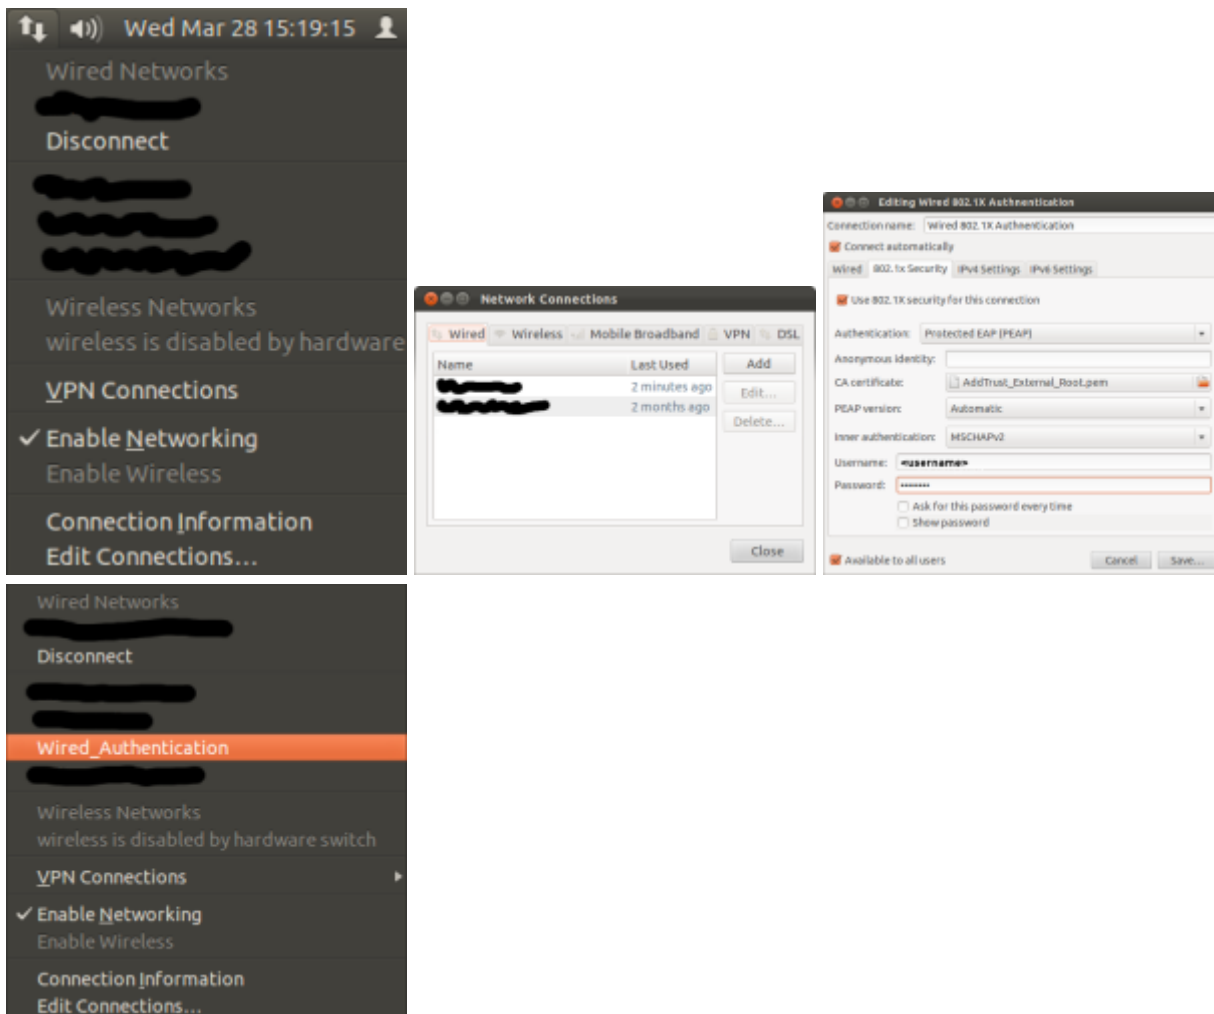 Wed Mar 28 15:19:15
Wired Networks
Disconnect
Wireless Networks
wireless is disabled by hardware
VPN Connections
Enable Networking
Enable Wireless
Connection Information
Edit Connections...
Network Connections
Wired Wireless Mobile Broadband VPN DSL
Name Last Used Add
2 minutes ago Edit...
2 months ago
Delete...
Close
Editing Wired 802.1X Authnentication
Connection name: Wired 802.1X Authnentication
Connect automatically
Wired 802.1x Security IPv4 Settings IPv6 Settings
Use 802.1X security for this connection
Authentication: Protected EAP (PEAP)
Anonymous identity:
CA certificate: AddTrust_External_Root.pem
PEAP version: Automatic
Inner authentication: MSCHAPv2
Username: <username>
Password: ••••••••
Ask for this password every time
Show password
Available to all users Cancel Save...
Wired Networks
Disconnect
Wired_Authentication
Wireless Networks
wireless is disabled by hardware switch
VPN Connections
Enable Networking
Enable Wireless
Connection Information
Edit Connections...